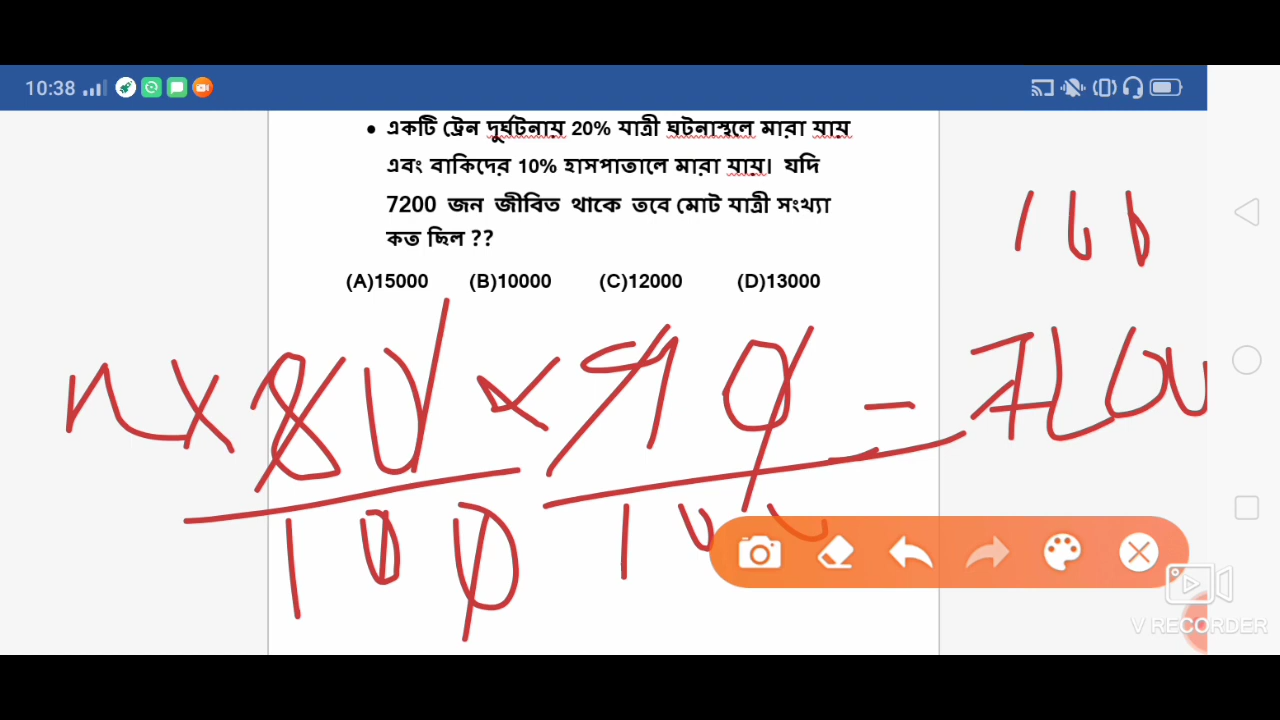 10:38
• একটি ট্রেন দুর্ঘটনায় 20% যাত্রী ঘটনাস্থলে মারা যায়
এবং বাকিদের 10% হাসপাতালে মারা যায়। যদি
7200 জন জীবিত থাকে তবে মোট যাত্রী সংখ্যা
কত ছিল ??
(A)15000 (B)10000 (C)12000 (D)13000
100
n × 80 × 90 = 7200
100 100
V RECORDER